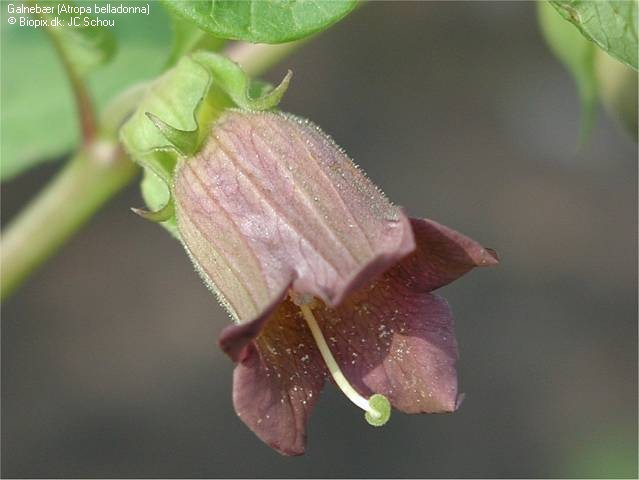 Galnebær (Atropa belladonna)
© Biopix.dk: JC Schou